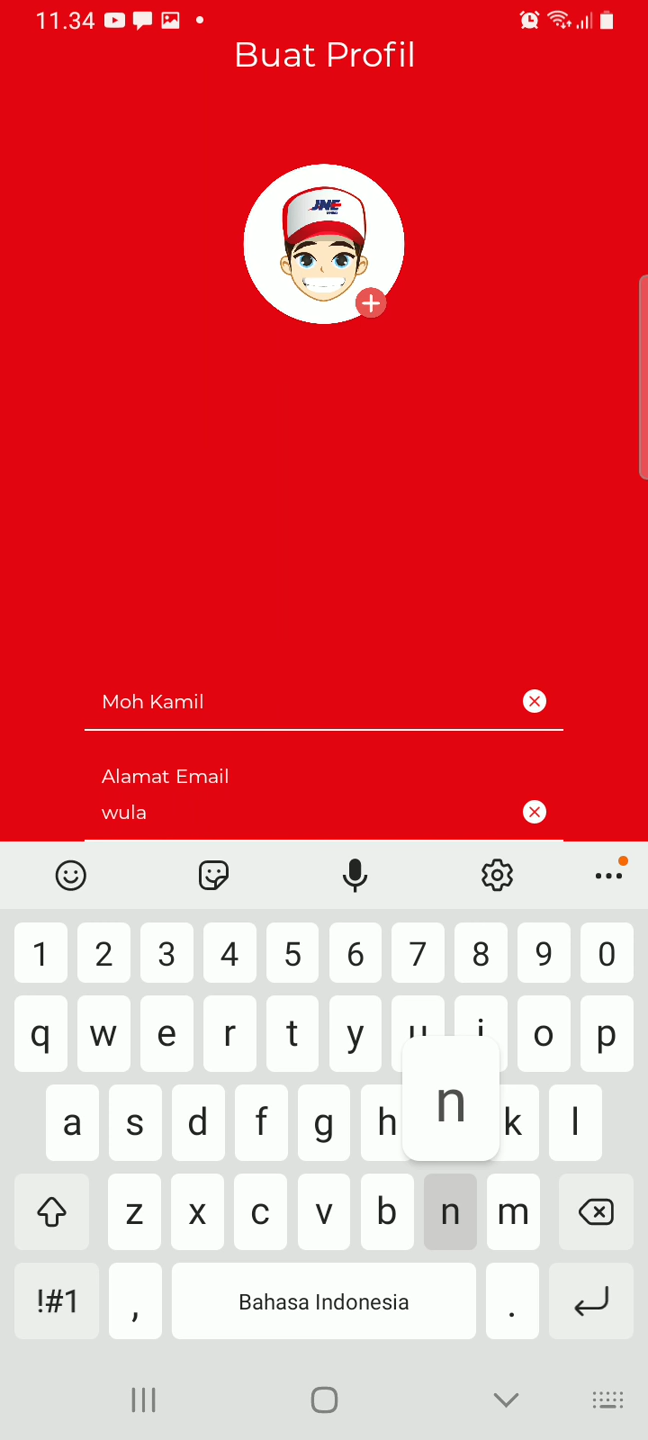 11.34
Buat Profil
JNE
Moh Kamil
Alamat Email
wula
1 2 3 4 5 6 7 8 9 0
q w e r t y u i o p
a s d f g h n k l
z x c v b n m
!#1 , Bahasa Indonesia .